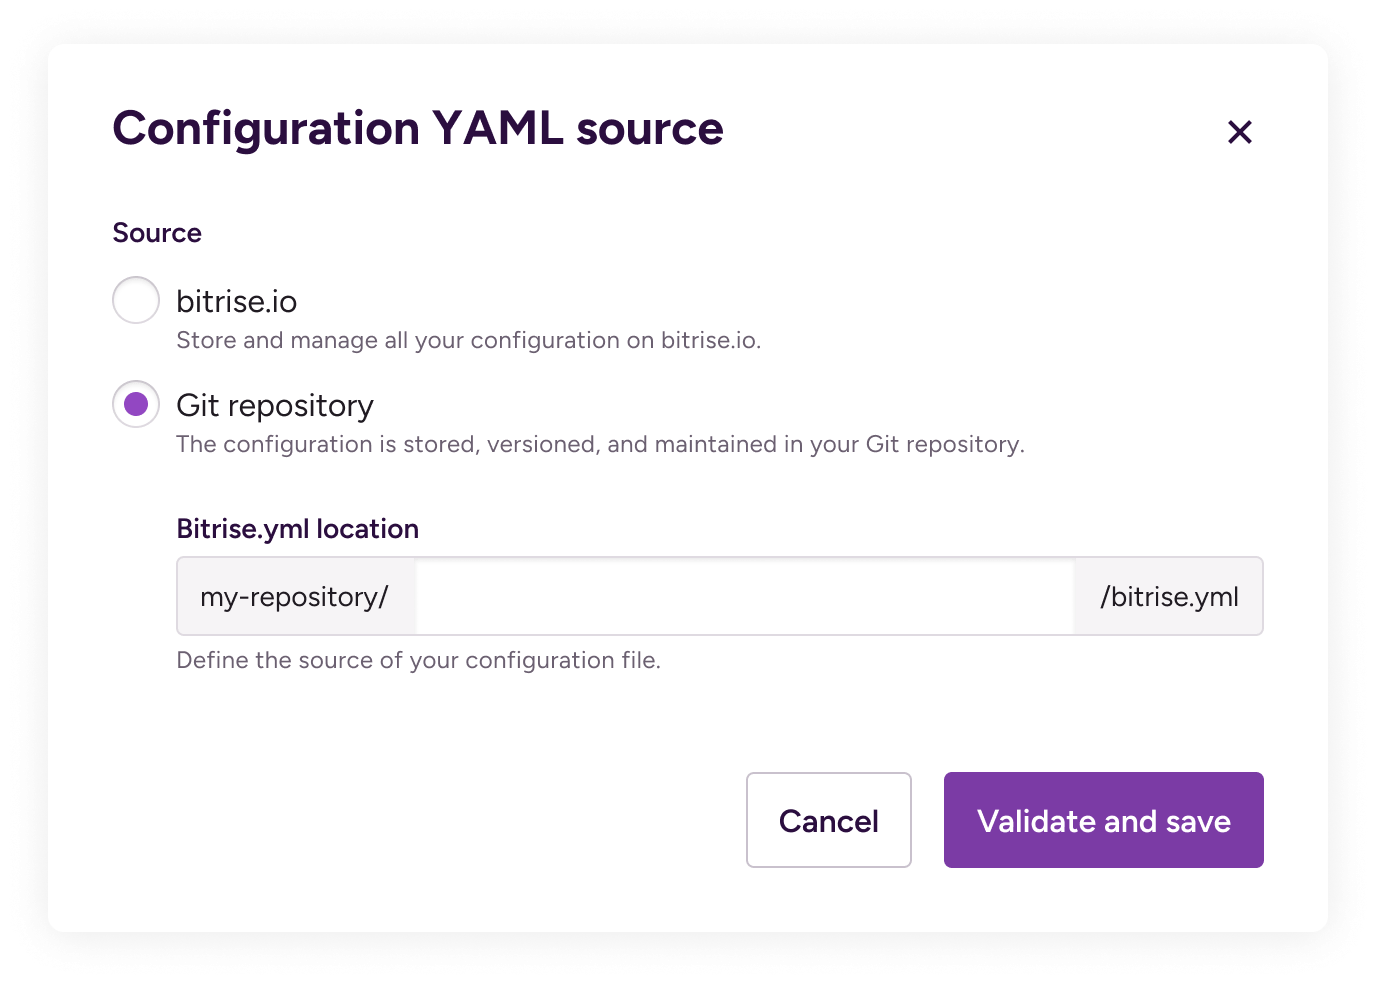 Configuration YAML source
Source
bitrise.io
Store and manage all your configuration on bitrise.io.
Git repository
The configuration is stored, versioned, and maintained in your Git repository.
Bitrise.yml location
my-repository/ /bitrise.yml
Define the source of your configuration file.
Cancel Validate and save